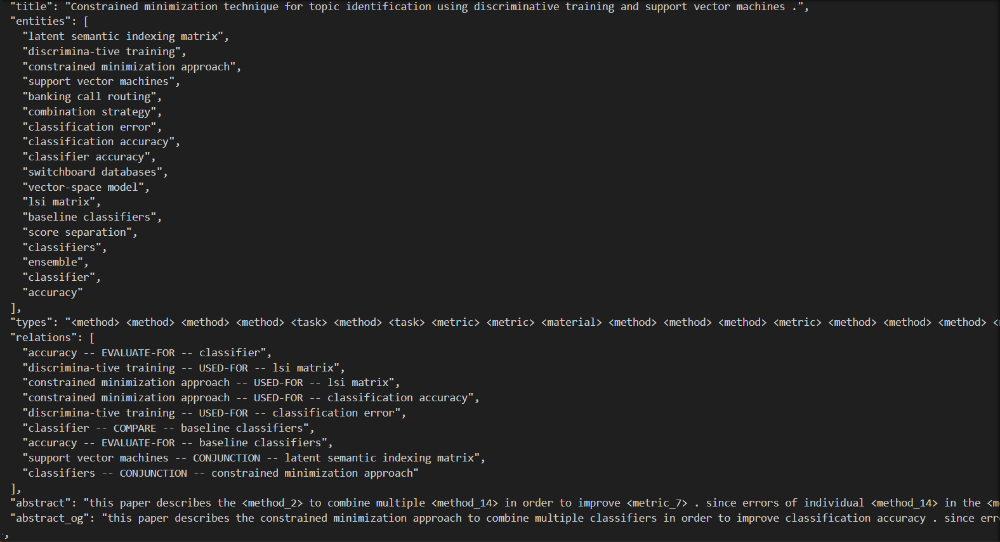 "title": "Constrained minimization technique for topic identification using discriminative training and support vector machines .",
"entities": [
"latent semantic indexing matrix",
"discrimina-tive training",
"constrained minimization approach",
"support vector machines",
"banking call routing",
"combination strategy",
"classification error",
"classification accuracy",
"classifier accuracy",
"switchboard databases",
"vector-space model",
"lsi matrix",
"baseline classifiers",
"score separation",
"classifiers",
"ensemble",
"classifier",
"accuracy"
],
"types": "<method> <method> <method> <method> <task> <method> <task> <metric> <metric> <material> <method> <method> <method> <metric> <method> <method> <method> <
"relations": [
"accuracy -- EVALUATE-FOR -- classifier",
"discrimina-tive training -- USED-FOR -- lsi matrix",
"constrained minimization approach -- USED-FOR -- lsi matrix",
"constrained minimization approach -- USED-FOR -- classification accuracy",
"discrimina-tive training -- USED-FOR -- classification error",
"classifier -- COMPARE -- baseline classifiers",
"accuracy -- EVALUATE-FOR -- baseline classifiers",
"support vector machines -- CONJUNCTION -- latent semantic indexing matrix",
"classifiers -- CONJUNCTION -- constrained minimization approach"
],
"abstract": "this paper describes the <method_2> to combine multiple <method_14> in order to improve <metric_7> . since errors of individual <method_14> in the <m
"abstract_og": "this paper describes the constrained minimization approach to combine multiple classifiers in order to improve classification accuracy . since err
,